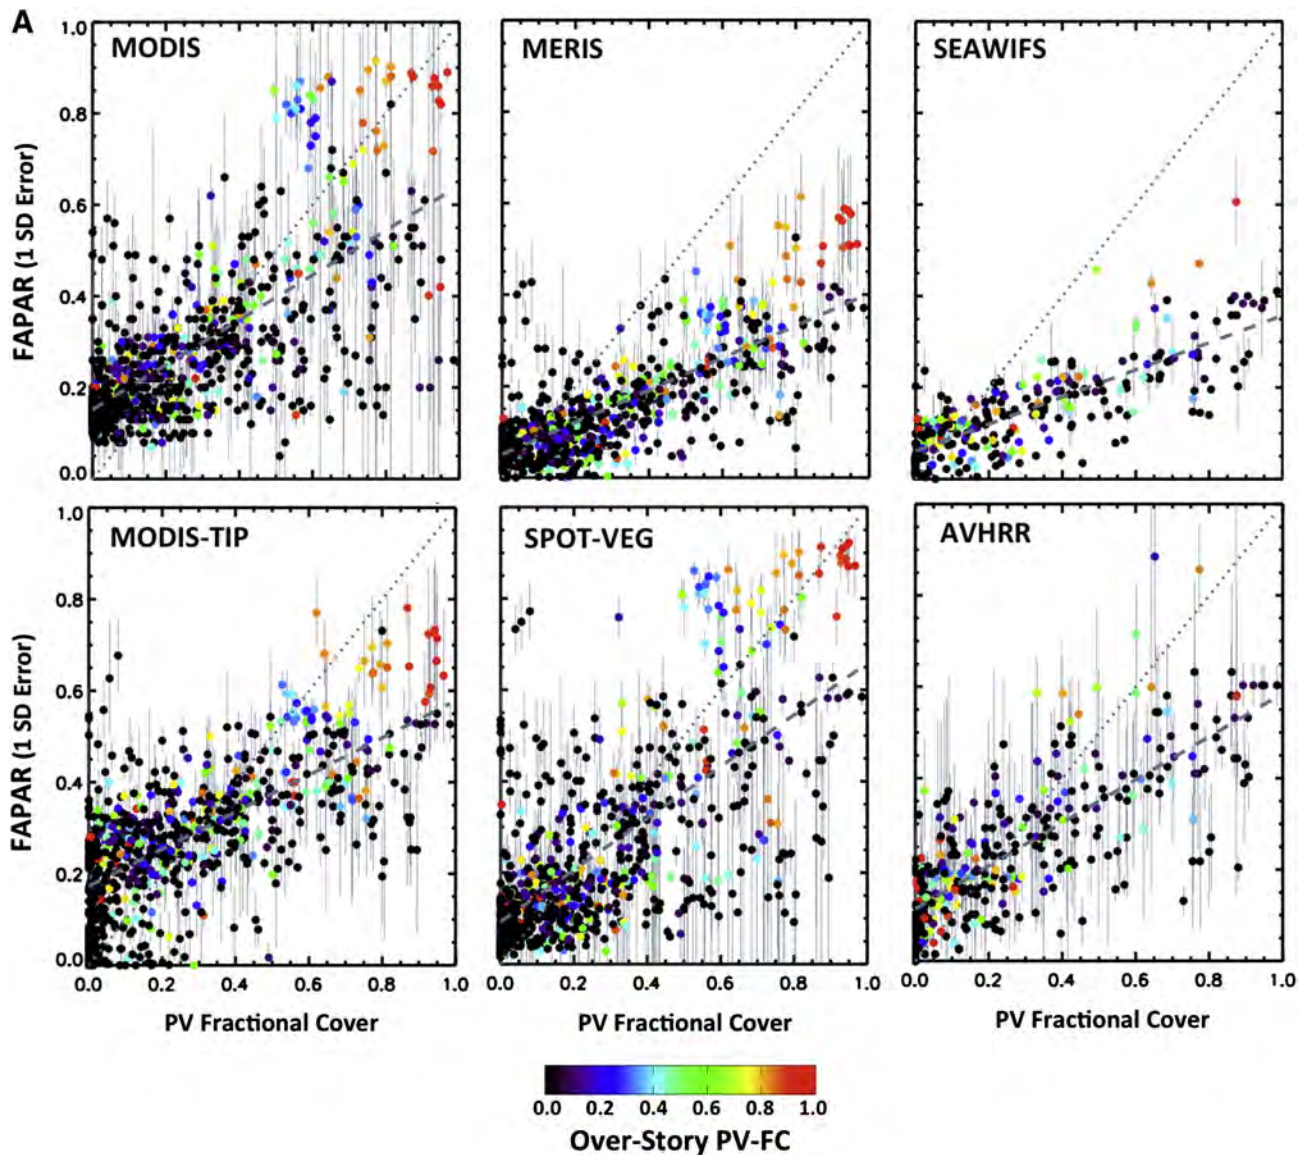 A
MODIS
MERIS
SEAWIFS
1.0
0.8
0.6
0.4
0.2
0.0
FAPAR (1 SD Error)
MODIS-TIP
SPOT-VEG
AVHRR
1.0
0.8
0.6
0.4
0.2
0.0
FAPAR (1 SD Error)
0.0 0.2 0.4 0.6 0.8 1.0
0.0 0.2 0.4 0.6 0.8 1.0
0.0 0.2 0.4 0.6 0.8 1.0
PV Fractional Cover
PV Fractional Cover
PV Fractional Cover
0.0 0.2 0.4 0.6 0.8 1.0
Over-Story PV-FC